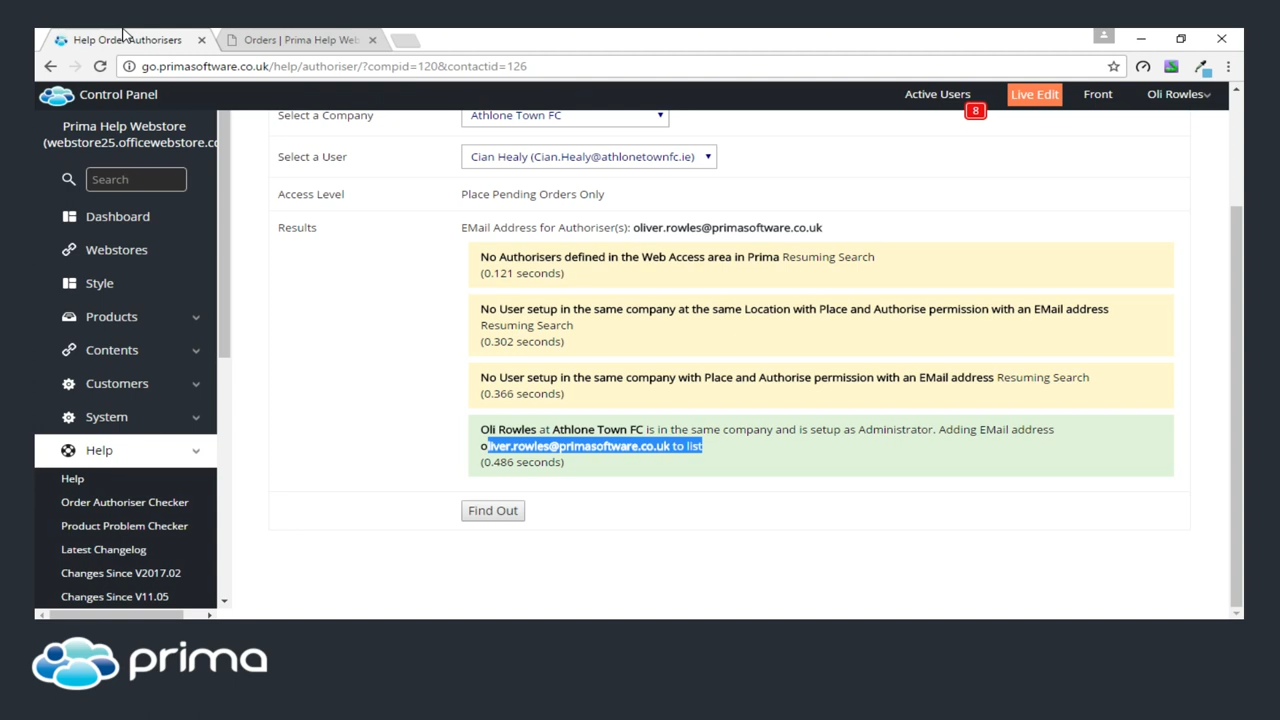 Help Order Authorisers
Orders | Prima Help Web
go.primasoftware.co.uk/help/authoriser/?compid=120&contactid=126
Control Panel
Active Users
8
Live Edit
Front
Oli Rowles
Prima Help Webstore
(webstore25.officewebstore.co
Search
Dashboard
Webstores
Style
Products
Contents
Customers
System
Help
Help
Order Authoriser Checker
Product Problem Checker
Latest Changelog
Changes Since V2017.02
Changes Since V11.05
Select a Company
Athlone Town FC
Select a User
Cian Healy (Cian.Healy@athlonetownfc.ie)
Access Level
Place Pending Orders Only
Results
EMail Address for Authoriser(s): oliver.rowles@primasoftware.co.uk
No Authorisers defined in the Web Access area in Prima Resuming Search
(0.121 seconds)
No User setup in the same company at the same Location with Place and Authorise permission with an EMail address
Resuming Search
(0.302 seconds)
No User setup in the same company with Place and Authorise permission with an EMail address Resuming Search
(0.366 seconds)
Oli Rowles at Athlone Town FC is in the same company and is setup as Administrator. Adding EMail address
oliver.rowles@primasoftware.co.uk to list
(0.486 seconds)
Find Out
prima